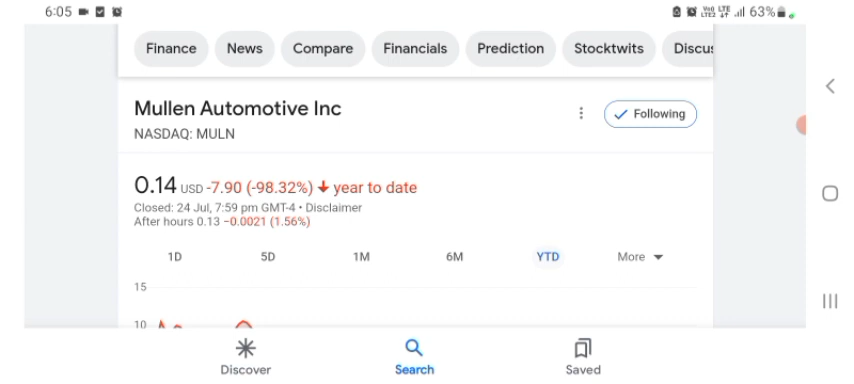 6:05 63%
Finance News Compare Financials Prediction Stocktwits Discus
Mullen Automotive Inc
Following
NASDAQ: MULN
0.14 USD -7.90 (-98.32%) year to date
Closed: 24 Jul, 7:59 pm GMT-4 • Disclaimer
After hours 0.13 −0.0021 (1.56%)
1D 5D 1M 6M YTD More
15
10
Discover Search Saved